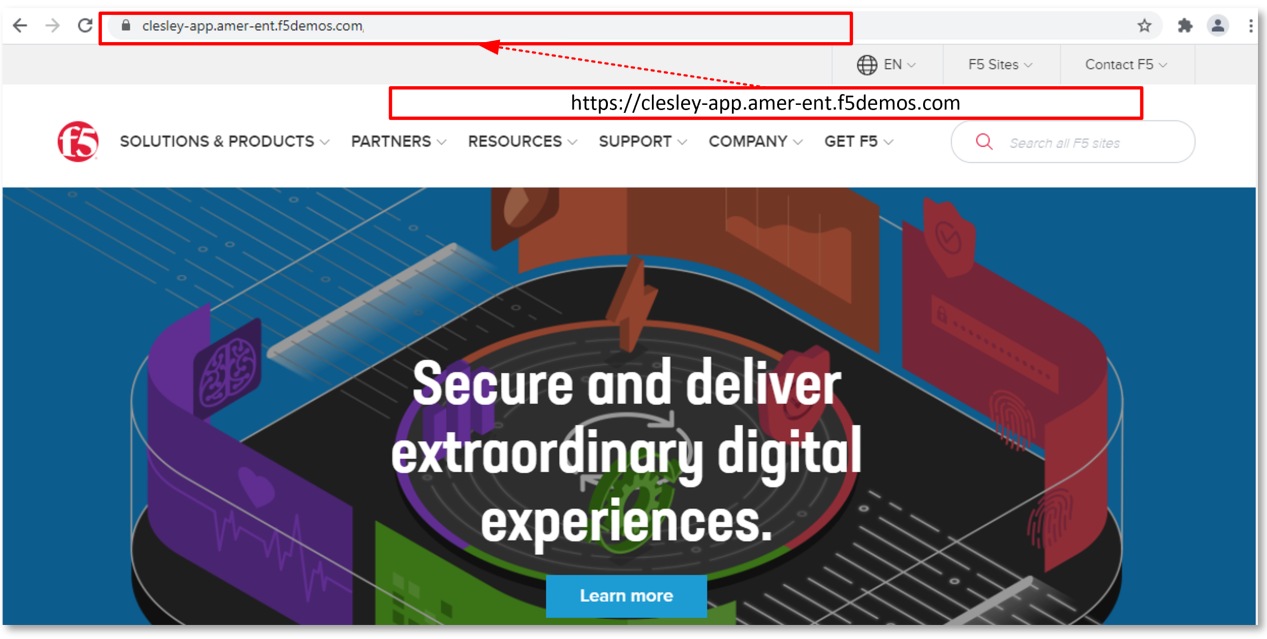 clesley-app.amer-ent.f5demos.com
EN
F5 Sites
Contact F5
https://clesley-app.amer-ent.f5demos.com
f5
SOLUTIONS & PRODUCTS
PARTNERS
RESOURCES
SUPPORT
COMPANY
GET F5
Search all F5 sites
Secure and deliver
extraordinary digital
experiences.
Learn more